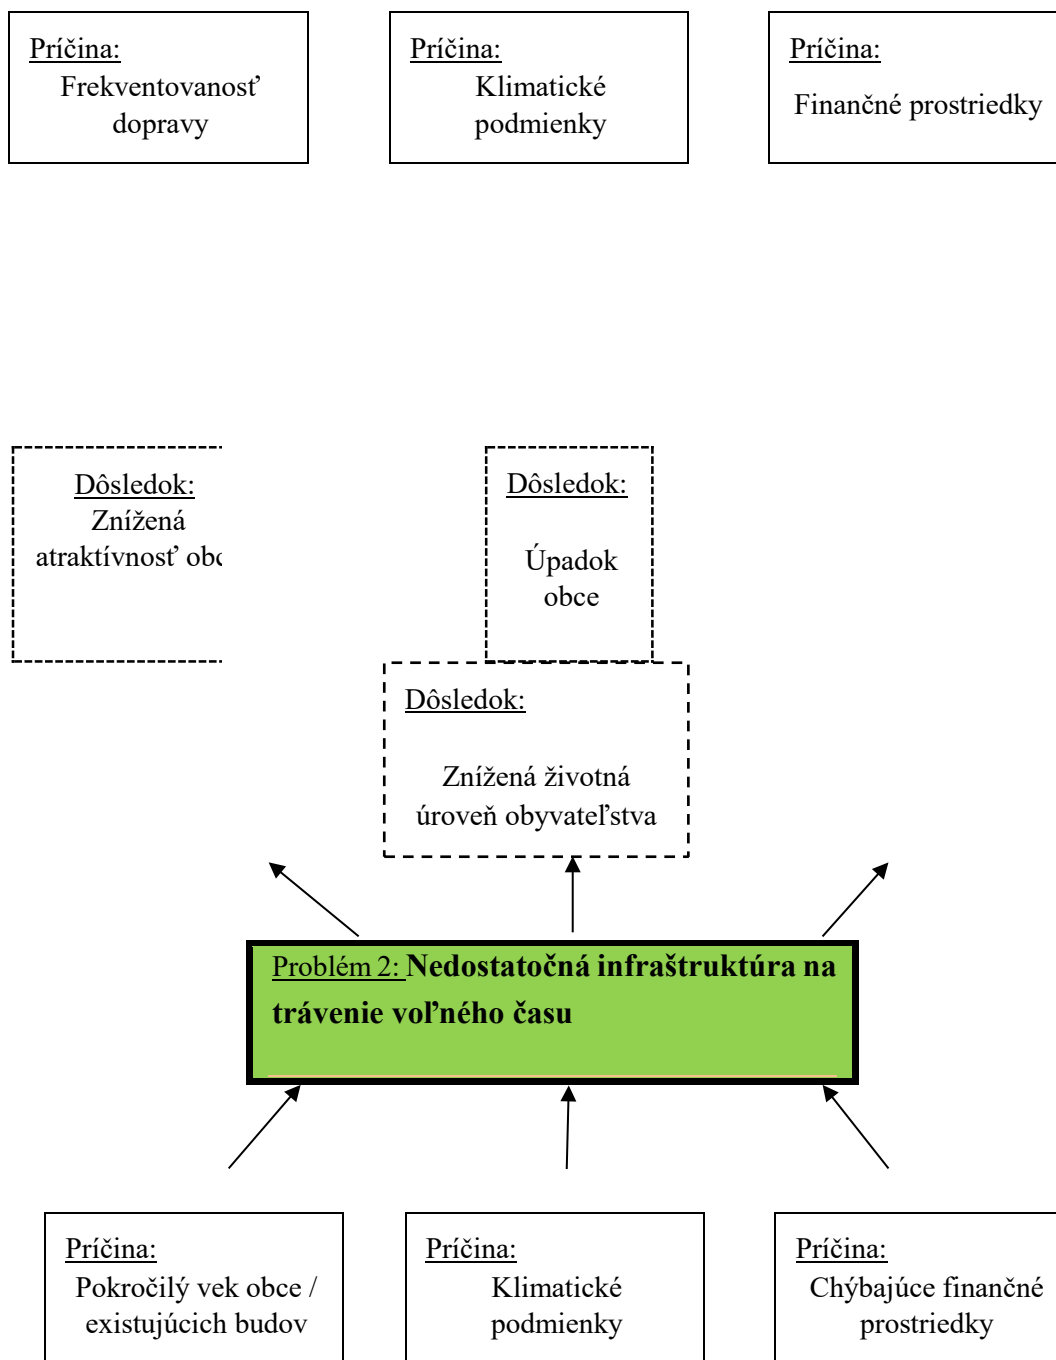 Príčina:
Frekventovanosť
dopravy
Príčina:
Klimatické
podmienky
Príčina:
Finančné prostriedky
Dôsledok:
Znížená
atraktívnosť obc
Dôsledok:
Úpadok
obce
Dôsledok:
Znížená životná
úroveň obyvateľstva
Problém 2: Nedostatočná infraštruktúra na
trávenie voľného času
Príčina:
Pokročilý vek obce /
existujúcich budov
Príčina:
Klimatické
podmienky
Príčina:
Chýbajúce finančné
prostriedky